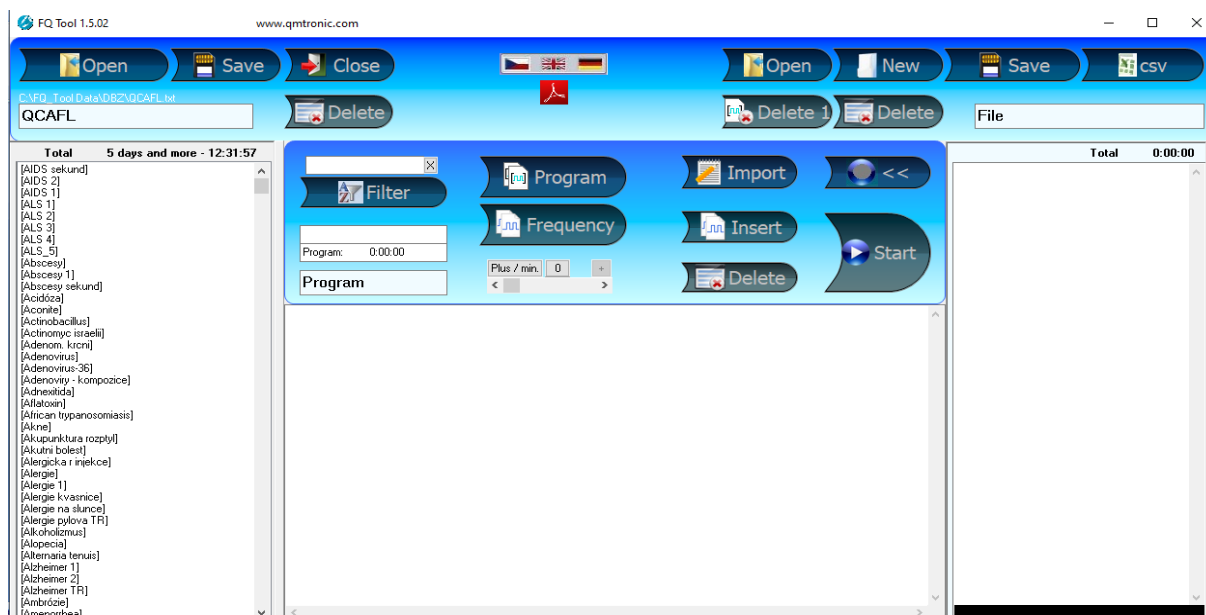 FQ Tool 1.5.02
www.qmtronic.com
Open
Save
Close
Open
New
Save
csv
C:\FQ_Tool Data\DBZ\QCAFL.txt
QCAFL
Delete
Delete 1
Delete
File
Total 5 days and more - 12:31:57
[AIDS sekund]
[AIDS 2]
[AIDS 1]
[ALS 1]
[ALS 2]
[ALS 3]
[ALS 4]
[ALS_5]
[Abscesy]
[Abscesy 1]
[Abscesy sekund]
[Acidóza]
[Aconite]
[Actinobacillus]
[Actinomyc israelii]
[Adenom. krcni]
[Adenovirus]
[Adenovirus-36]
[Adenoviry - kompozice]
[Adnexitida]
[Aflatoxin]
[African trypanosomiasis]
[Akne]
[Akupunktura rozptyl]
[Akutni bolest]
[Alergicka r injekce]
[Alergie]
[Alergie 1]
[Alergie kvasnice]
[Alergie na slunce]
[Alergie pylova TR]
[Alkoholizmus]
[Alopecia]
[Alternaria tenuis]
[Alzheimer 1]
[Alzheimer 2]
[Alzheimer TR]
[Ambrózie]
[Amenorrhea]
Filter
Program: 0:00:00
Program
Program
Frequency
Plus / min. 0 +
Import
Insert
Delete
<<
Start
Total 0:00:00